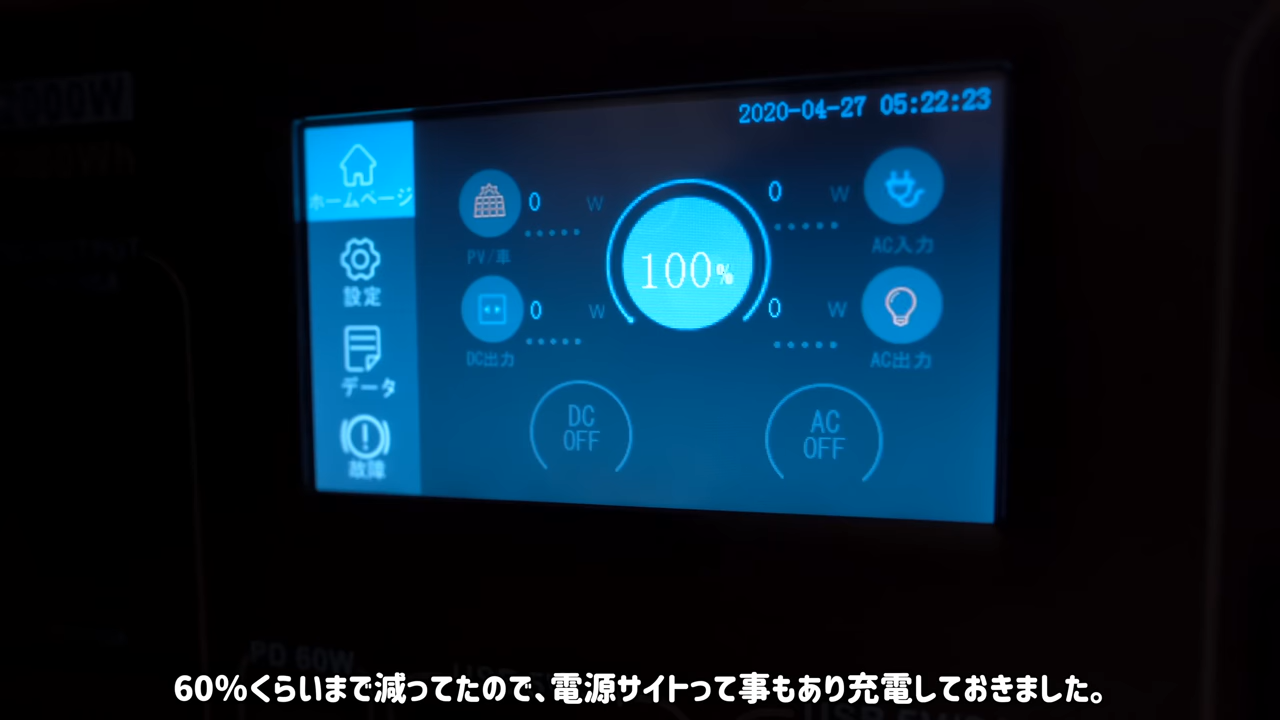 2000W
2020-04-27 05:22:23
ホームページ
設定
データ
故障
0 W
PV/車
0 W
DC出力
100%
0 W
AC入力
0 W
AC出力
DC
OFF
AC
OFF
PD 60W
60%くらいまで減ってたので、電源サイトって事もあり充電しておきました。